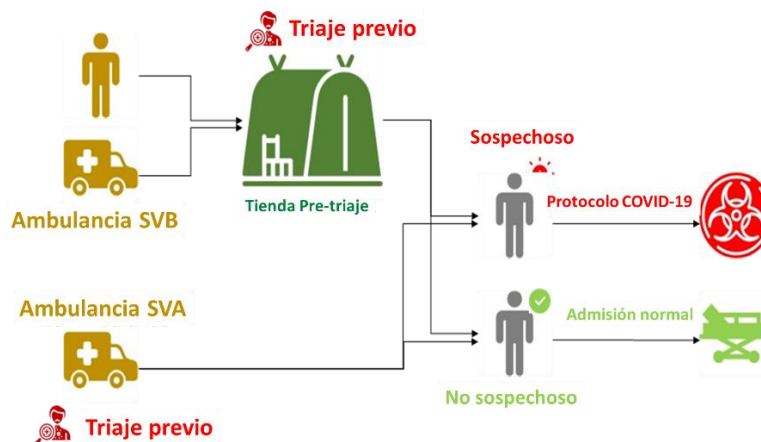 Triaje previo
Ambulancia SVB
Tienda Pre-triaje
Sospechoso
Protocolo COVID-19
Ambulancia SVA
Admisión normal
No sospechoso
Triaje previo